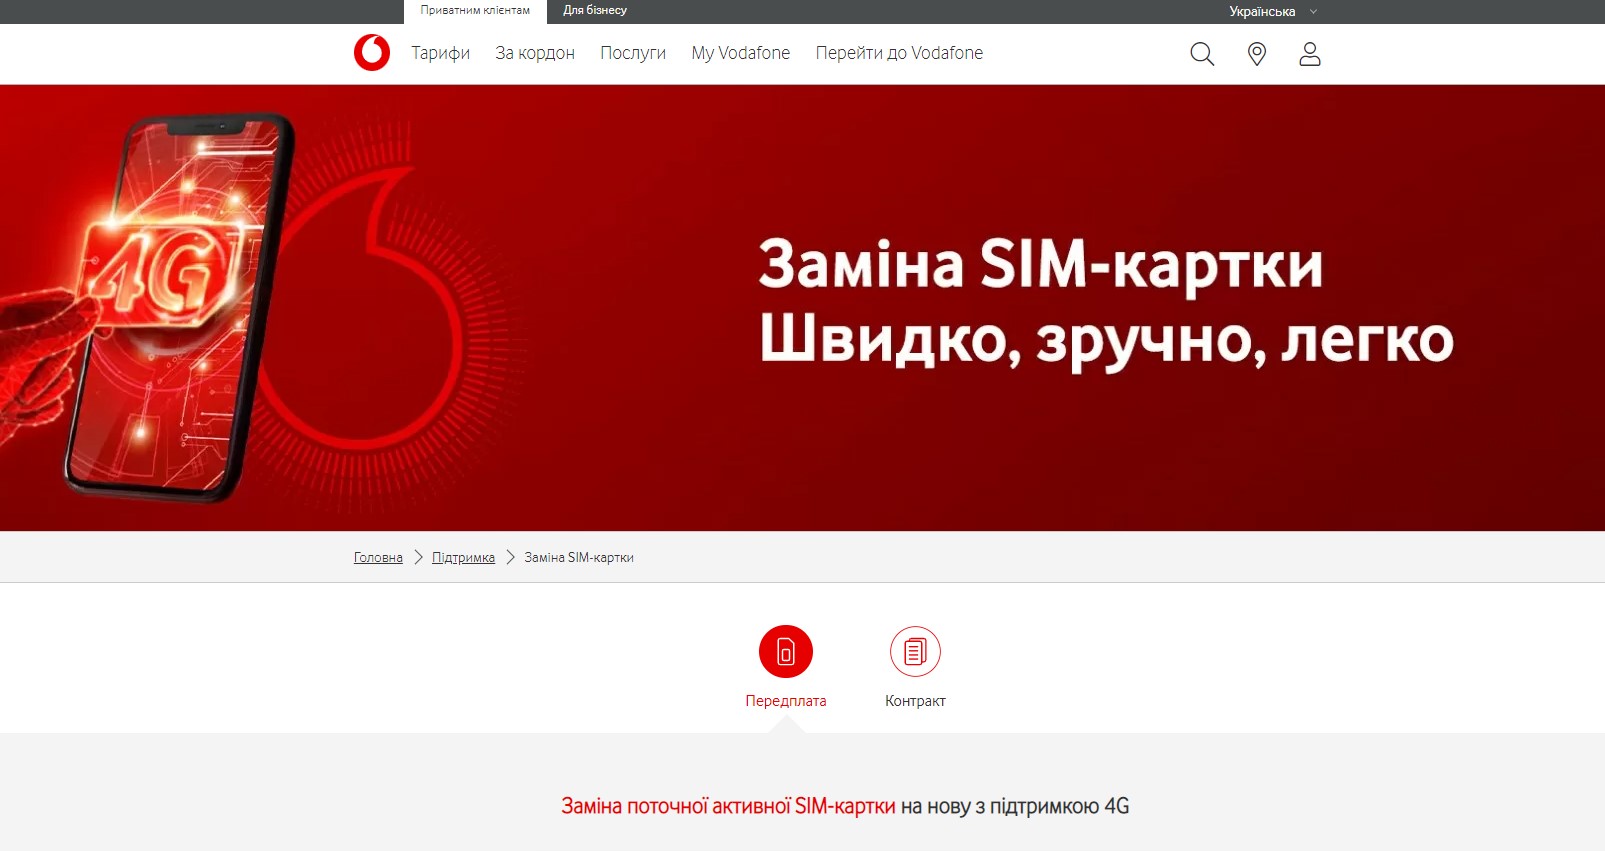 Приватним клієнтам
Для бізнесу
Українська
Тарифи
За кордон
Послуги
My Vodafone
Перейти до Vodafone
4G
Заміна SIM-картки
Швидко, зручно, легко
Головна
Підтримка
Заміна SIM-картки
Передплата
Контракт
Заміна поточної активної SIM-картки на нову з підтримкою 4G